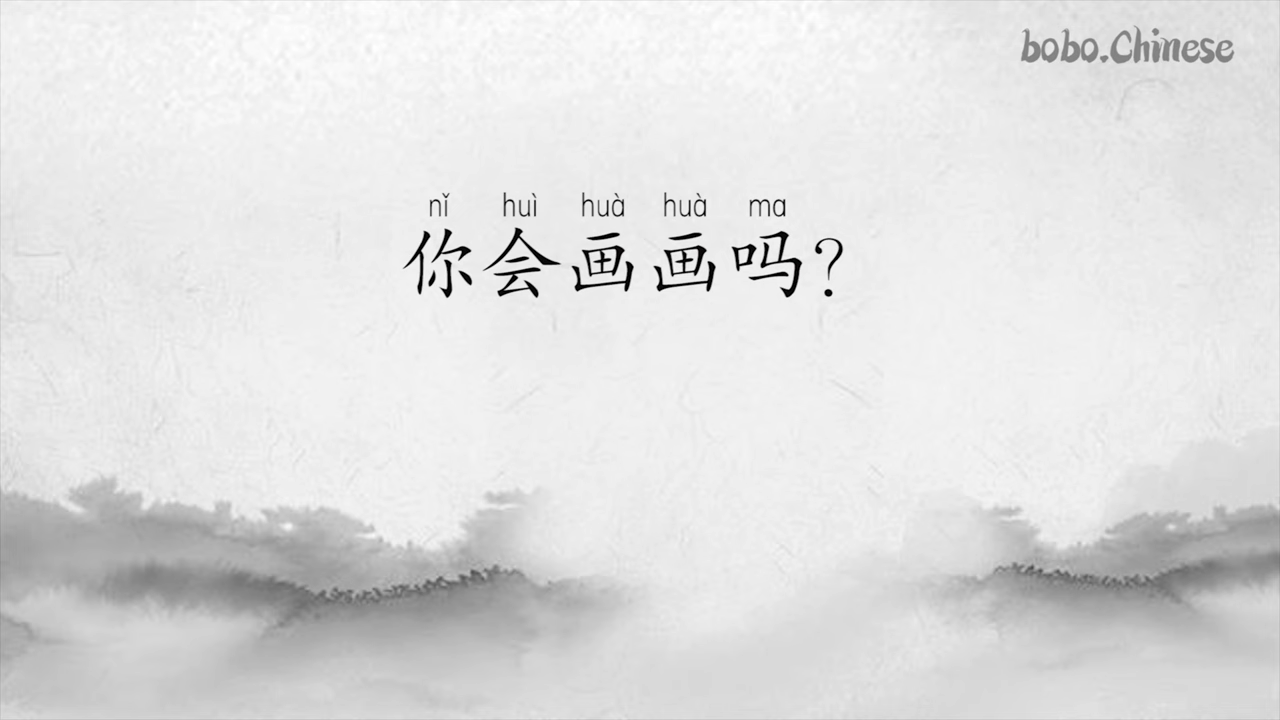 bobo.Chinese
nǐ huì huà huà ma
你会画画吗?